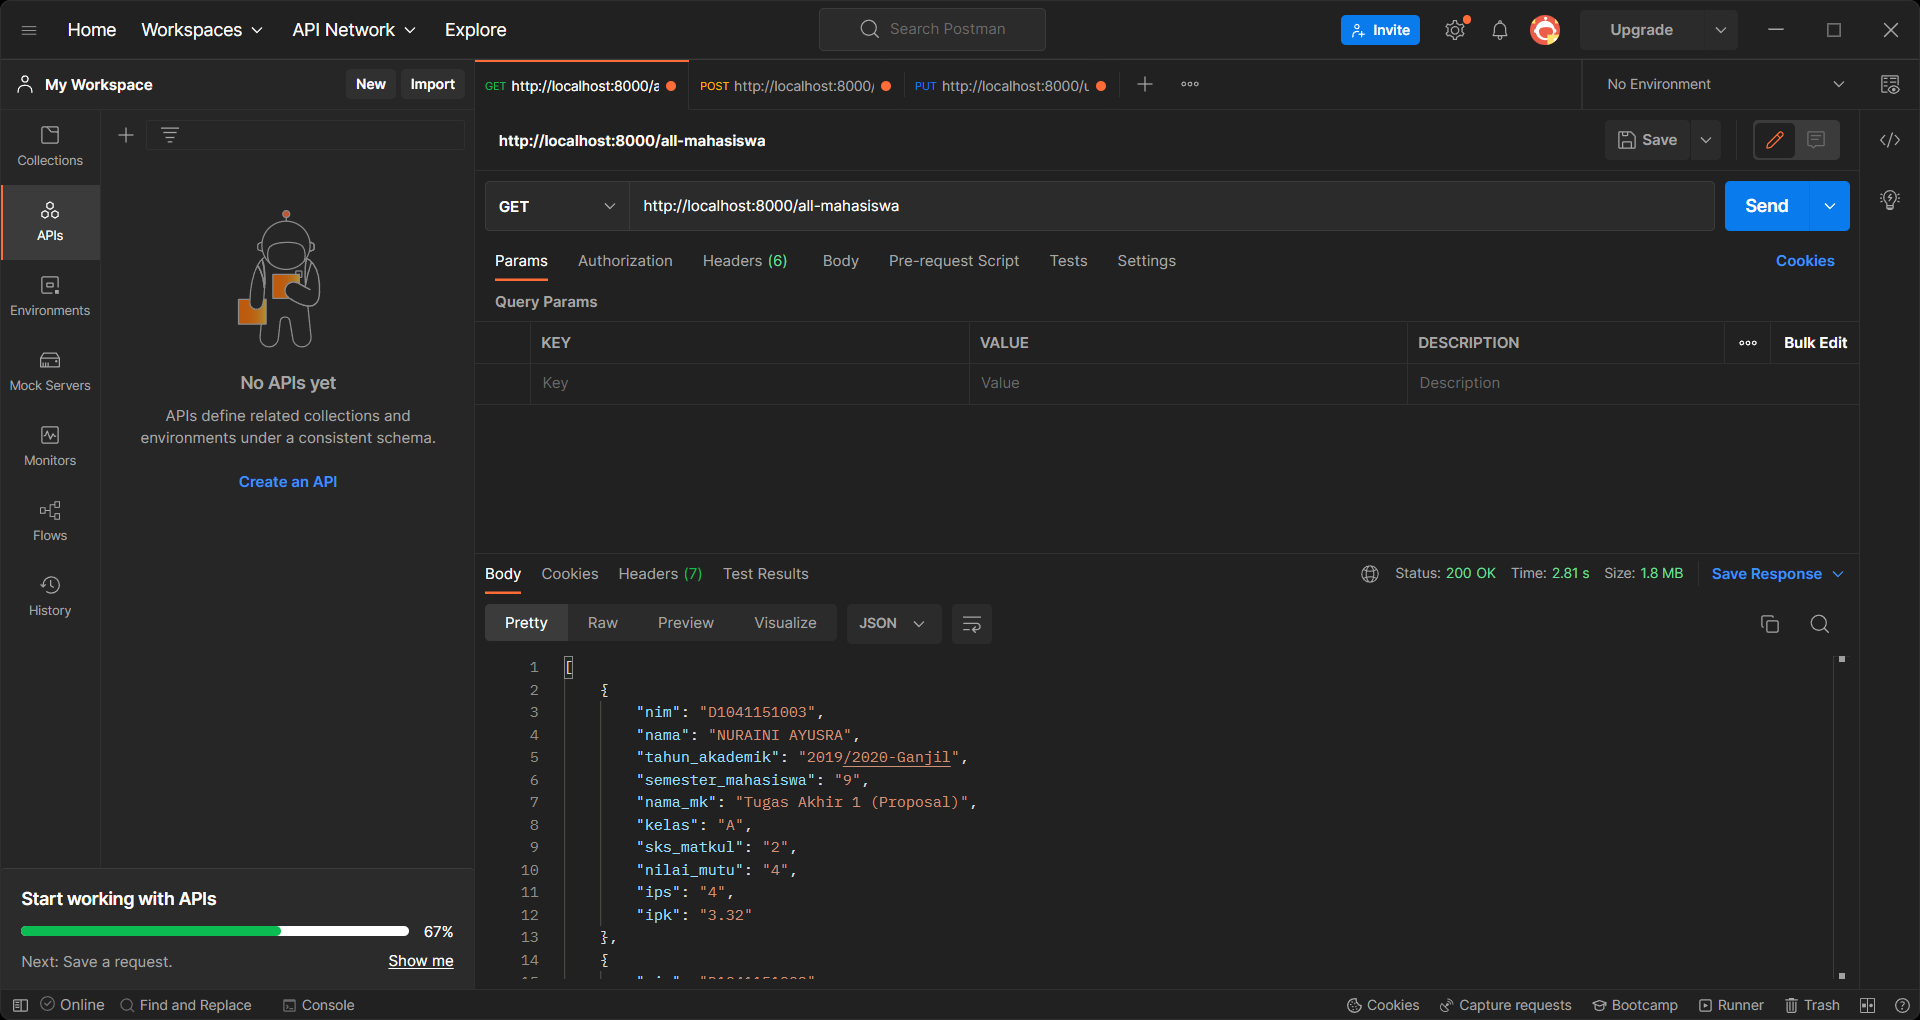 Home Workspaces API Network Explore Search Postman Invite Upgrade
My Workspace New Import GET http://localhost:8000/a POST http://localhost:8000/ PUT http://localhost:8000/u No Environment
Collections
APIs
Environments
Mock Servers
Monitors
Flows
History
No APIs yet
APIs define related collections and
environments under a consistent schema.
Create an API
Start working with APIs
67%
Next: Save a request. Show me
http://localhost:8000/all-mahasiswa Save
GET http://localhost:8000/all-mahasiswa Send
Params Authorization Headers (6) Body Pre-request Script Tests Settings Cookies
Query Params
KEY VALUE DESCRIPTION Bulk Edit
Key Value Description
Body Cookies Headers (7) Test Results Status: 200 OK Time: 2.81 s Size: 1.8 MB Save Response
Pretty Raw Preview Visualize JSON
1 [
2 {
3 "nim": "D1041151003",
4 "nama": "NURAINI AYUSRA",
5 "tahun_akademik": "2019/2020-Ganjil",
6 "semester_mahasiswa": "9",
7 "nama_mk": "Tugas Akhir 1 (Proposal)",
8 "kelas": "A",
9 "sks_matkul": "2",
10 "nilai_mutu": "4",
11 "ips": "4",
12 "ipk": "3.32"
13 },
14 {
Online Find and Replace Console Cookies Capture requests Bootcamp Runner Trash